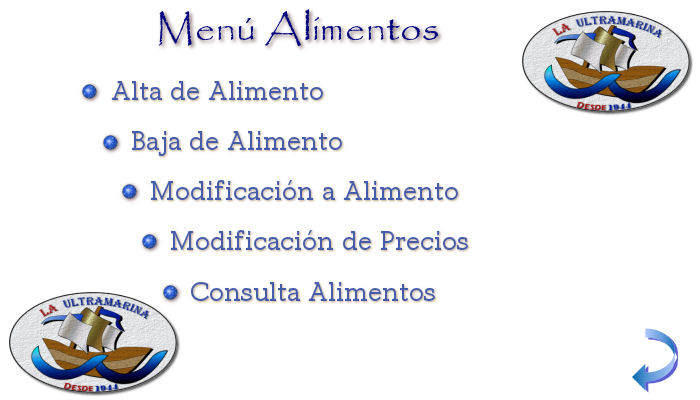 Menú Alimentos
LA ULTRAMARINA
DESDE 1944
Alta de Alimento
Baja de Alimento
Modificación a Alimento
Modificación de Precios
Consulta Alimentos
LA ULTRAMARINA
DESDE 1944